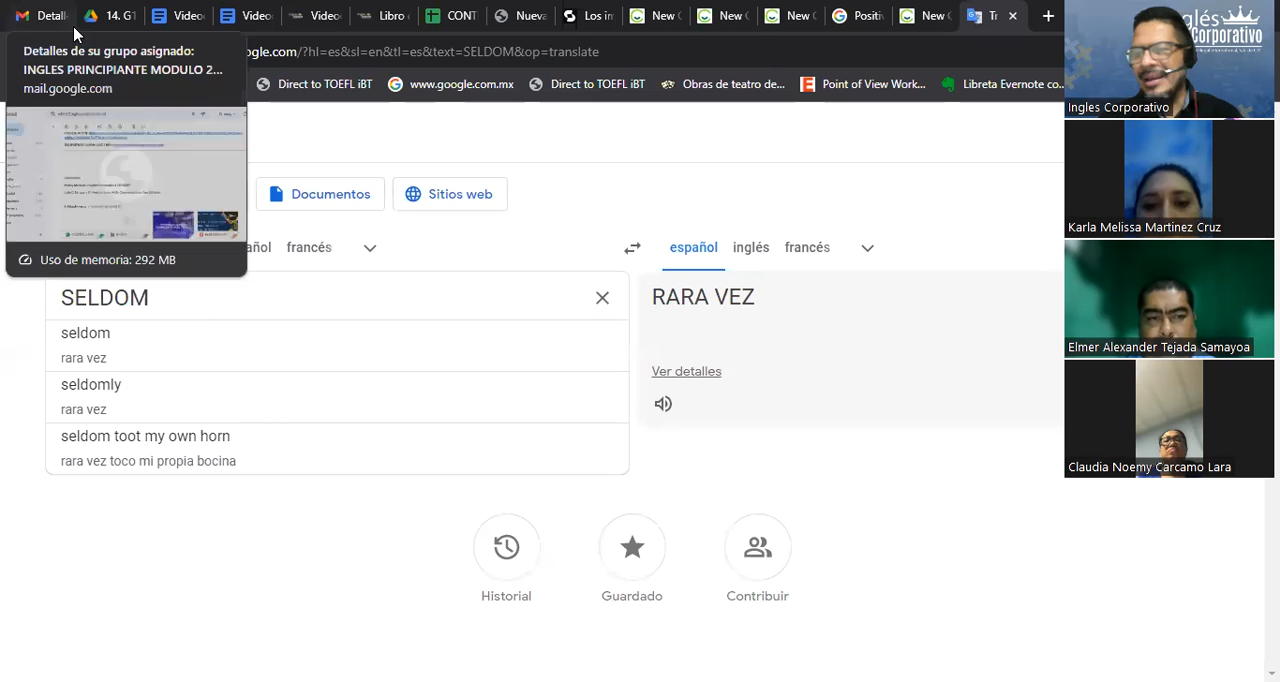 Detall
14. G1
Video
Video
Video
Libro
CONT
Nueva
Los in
New C
New C
New C
Positi
New C
Tr
Detalles de su grupo asignado:
INGLES PRINCIPIANTE MODULO 2...
mail.google.com
ogle.com/?hl=es&sl=en&tl=es&text=SELDOM&op=translate
Direct to TOEFL iBT
www.google.com.mx
Direct to TOEFL iBT
Obras de teatro de...
Point of View Work...
Libreta Evernote co...
Uso de memoria: 292 MB
Documentos
Sitios web
añol
francés
español
inglés
francés
SELDOM
seldom
rara vez
seldomly
rara vez
seldom toot my own horn
rara vez toco mi propia bocina
RARA VEZ
Ver detalles
Historial
Guardado
Contribuir
nglés
Corporativo
Ingles Corporativo
Karla Melissa Martinez Cruz
Elmer Alexander Tejada Samayoa
Claudia Noemy Carcamo Lara